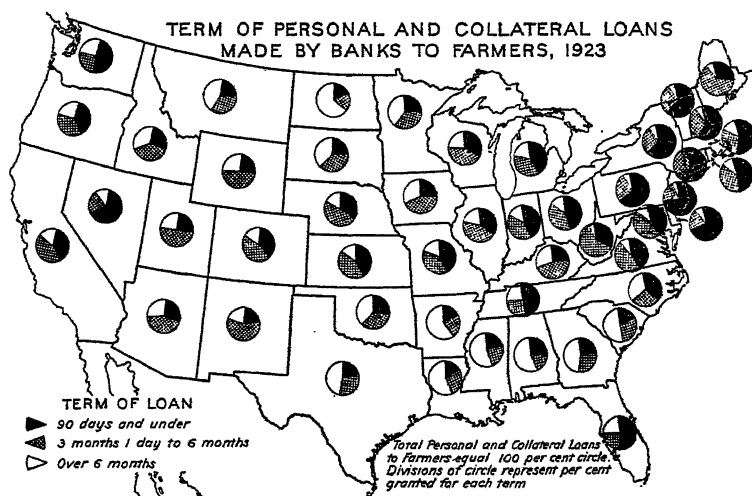 TERM OF PERSONAL AND COLLATERAL LOANS
MADE BY BANKS TO FARMERS, 1923
TERM OF LOAN
90 days and under
3 months 1 day to 6 months
Over 6 months
Total Personal and Collateral Loans
to Farmers-equal 100 per cent circle.
Divisions of circle represent per cent
granted for each term